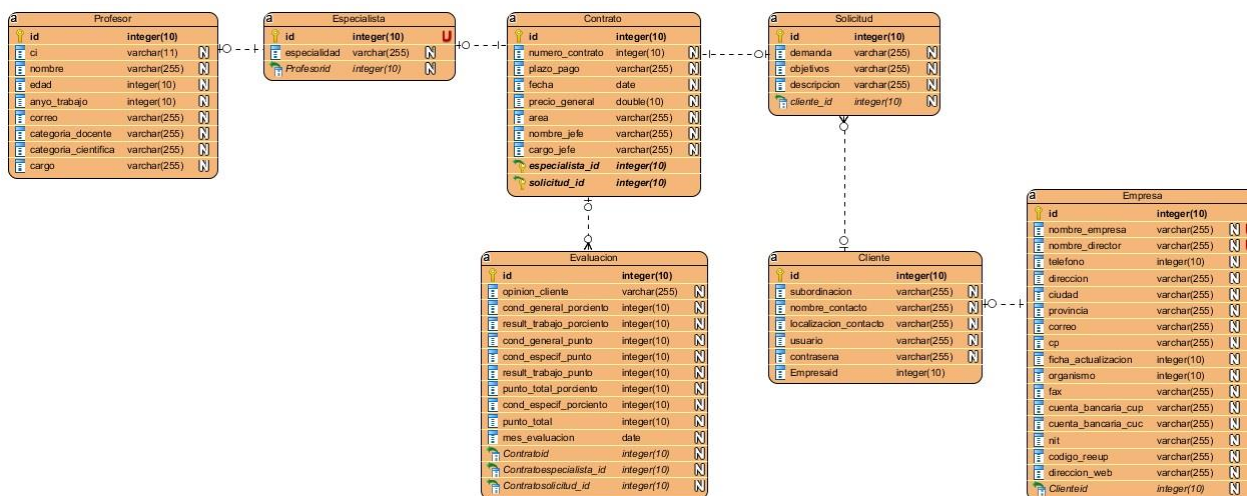 a Profesor
id integer(10)
ci varchar(11) N
nombre varchar(255) N
edad integer(10) N
anyo_trabajo integer(10) N
correo varchar(255) N
categoria_docente varchar(255) N
categoria_cientifica varchar(255) N
cargo varchar(255) N
a Especialista
id integer(10) U
especialidad varchar(255) N
Profesorid integer(10) N
a Contrato
id integer(10)
numero_contrato integer(10) N
plazo_pago varchar(255) N
fecha date N
precio_general double(10) N
area varchar(255) N
nombre_jefe varchar(255) N
cargo_jefe varchar(255) N
especialista_id integer(10)
solicitud_id integer(10)
a Solicitud
id integer(10)
demanda varchar(255) N
objetivos varchar(255) N
descripcion varchar(255) N
cliente_id integer(10) N
a Evaluacion
id integer(10)
opinion_cliente varchar(255) N
cond_general_porciento integer(10) N
result_trabajo_porciento integer(10) N
cond_general_punto integer(10) N
cond_especif_punto integer(10) N
result_trabajo_punto integer(10) N
punto_total_porciento integer(10) N
cond_especif_porciento integer(10) N
punto_total integer(10) N
mes_evaluacion date N
Contratoid integer(10) N
Contratoespecialista_id integer(10) N
Contratosolicitud_id integer(10) N
a Cliente
id integer(10)
subordinacion varchar(255) N
nombre_contacto varchar(255) N
localizacion_contacto varchar(255) N
usuario varchar(255) N
contrasena varchar(255) N
Empresaid integer(10)
a Empresa
id integer(10)
nombre_empresa varchar(255) N
nombre_director varchar(255) N
telefono integer(10) N
direccion varchar(255) N
ciudad varchar(255) N
provincia varchar(255) N
correo varchar(255) N
cp varchar(255) N
ficha_actualizacion integer(10) N
organismo integer(10) N
fax varchar(255) N
cuenta_bancaria_cup varchar(255) N
cuenta_bancaria_cuc varchar(255) N
nit varchar(255) N
codigo_reeup varchar(255) N
direccion_web varchar(255) N
Clienteid integer(10) N